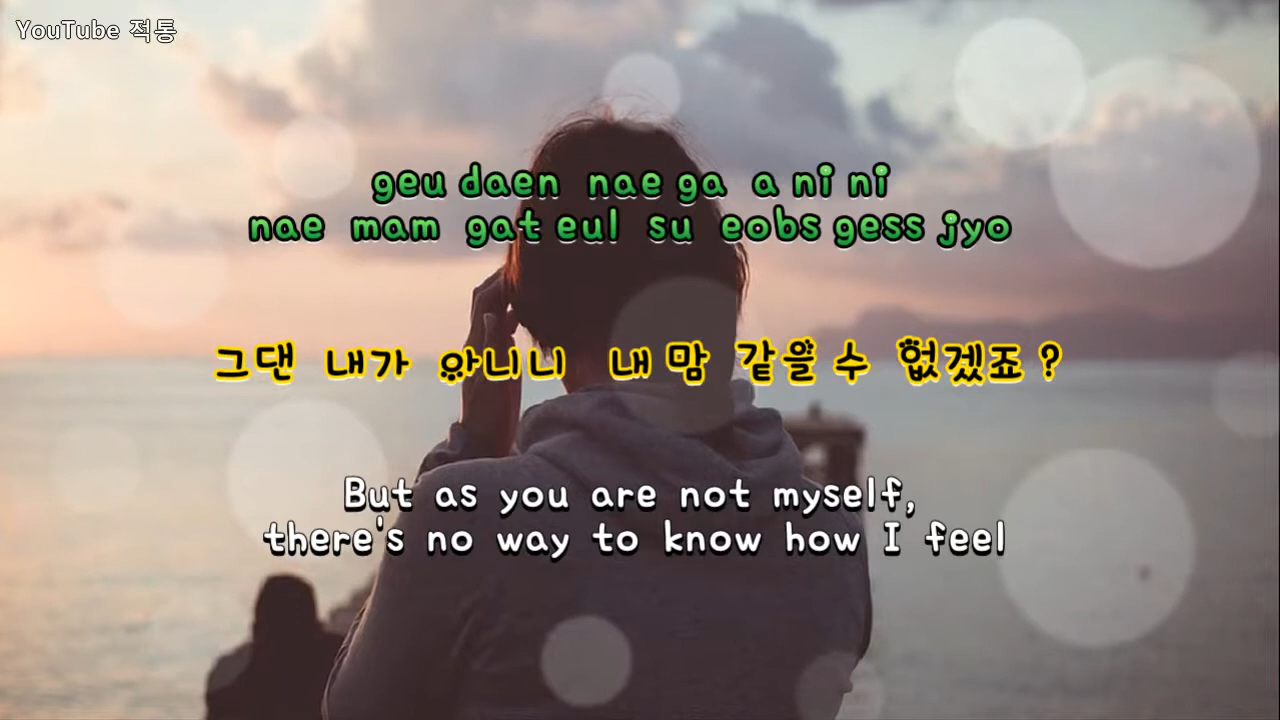 YouTube 적통
geu daen nae ga a ni ni
nae mam gat eul su eobs gess jyo
그댄 내가 아니니 내 맘 같을 수 없겠죠?
But as you are not myself,
there's no way to know how I feel